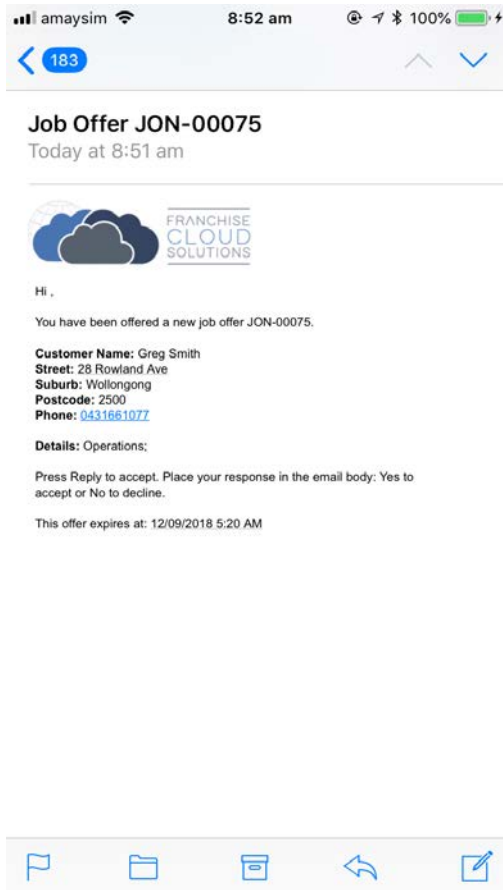 amaysim 8:52 am 100%
183
Job Offer JON-00075
Today at 8:51 am
FRANCHISE
CLOUD
SOLUTIONS
Hi ,
You have been offered a new job offer JON-00075.
Customer Name: Greg Smith
Street: 28 Rowland Ave
Suburb: Wollongong
Postcode: 2500
Phone: 0431661077
Details: Operations;
Press Reply to accept. Place your response in the email body: Yes to
accept or No to decline.
This offer expires at: 12/09/2018 5:20 AM